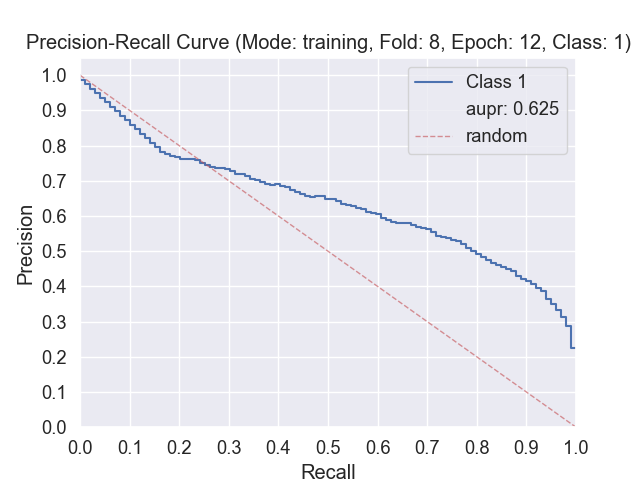 Precision-Recall Curve (Mode: training, Fold: 8, Epoch: 12, Class: 1)
Class 1
aupr: 0.625
random
1.0
0.9
0.8
0.7
0.6
0.5
0.4
0.3
0.2
0.1
0.0
Precision
0.0 0.1 0.2 0.3 0.4 0.5 0.6 0.7 0.8 0.9 1.0
Recall